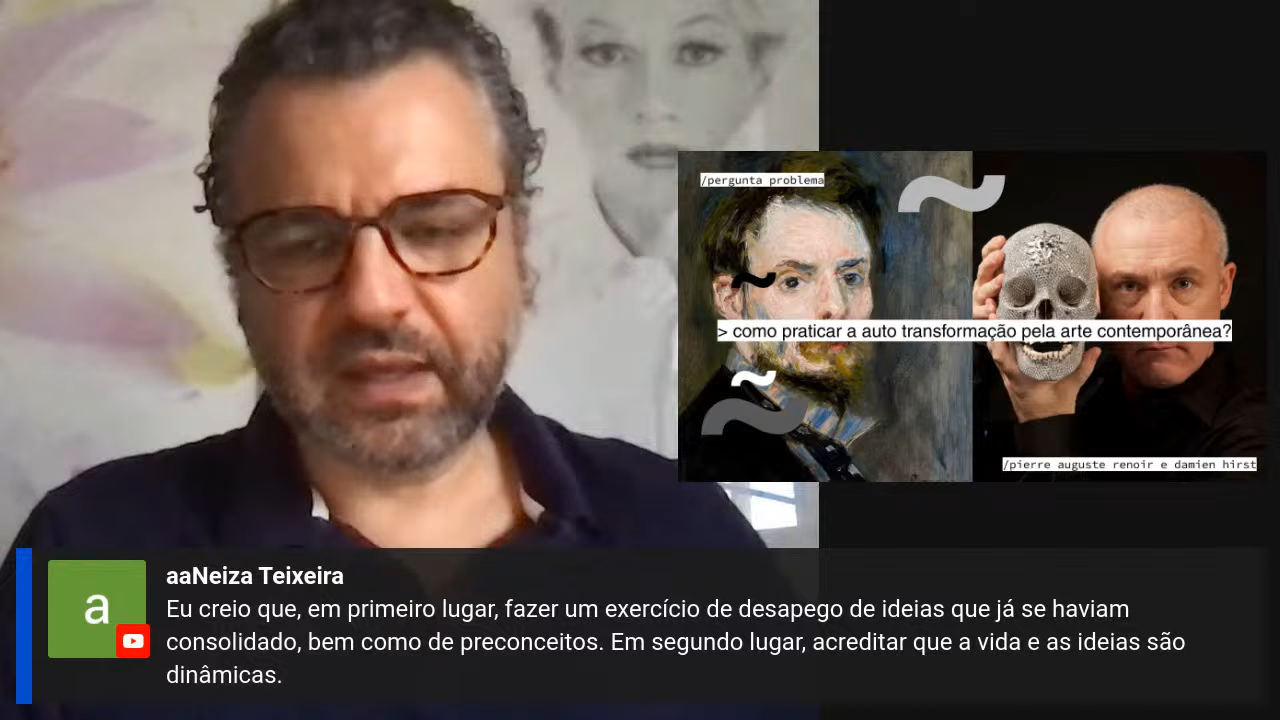 /pergunta problema
> como praticar a auto transformação pela arte contemporânea?
/pierre auguste renoir e damien hirst
a
aaNeiza Teixeira
Eu creio que, em primeiro lugar, fazer um exercício de desapego de ideias que já se haviam
consolidado, bem como de preconceitos. Em segundo lugar, acreditar que a vida e as ideias são
dinâmicas.